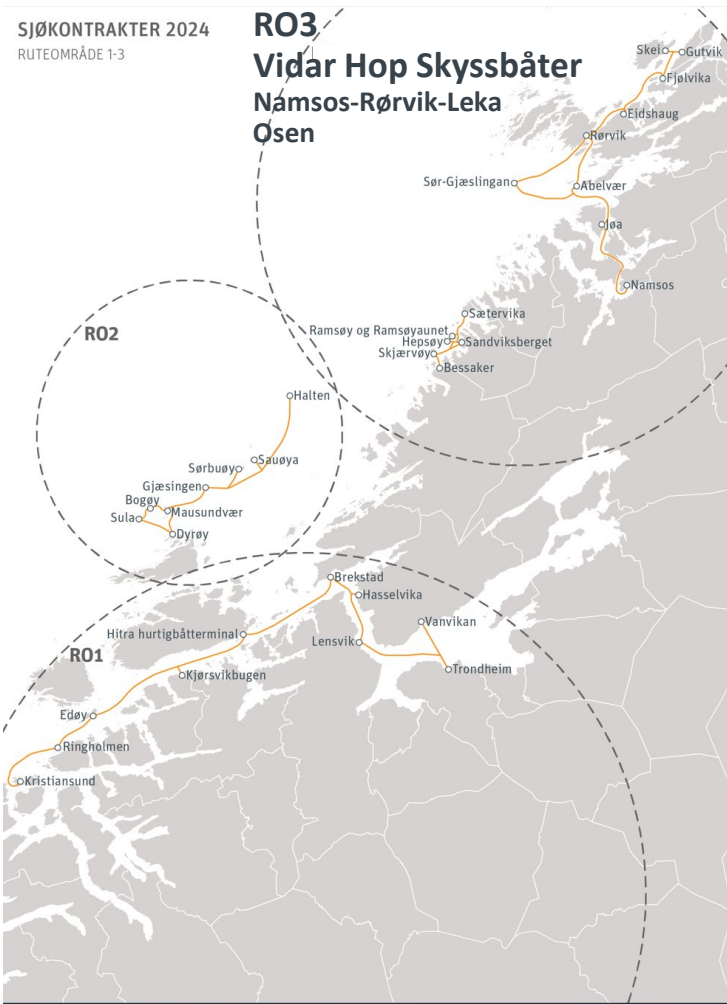 SJØKONTRAKTER 2024
RUTEOMRÅDE 1-3
RO3
Vidar Hop Skyssbåter
Namsos-Rørvik-Leka
Osen
Skei
Gutvik
Fjølvika
Eidshaug
Rørvik
Sør-Gjæslingan
Abelvær
Jøa
Namsos
Sætervika
Ramsøy og Ramsøyaunet
Hepsøy
Sandviksberget
Skjærvøy
Bessaker
RO2
Halten
Sauøya
Sørbuøy
Gjæsingen
Bogøy
Mausundvær
Sula
Dyrøy
Brekstad
Hasselvika
Vanvikan
Hitra hurtigbåtterminal
Lensvik
RO1
Trondheim
Kjørsvikbugen
Edøy
Ringholmen
Kristiansund